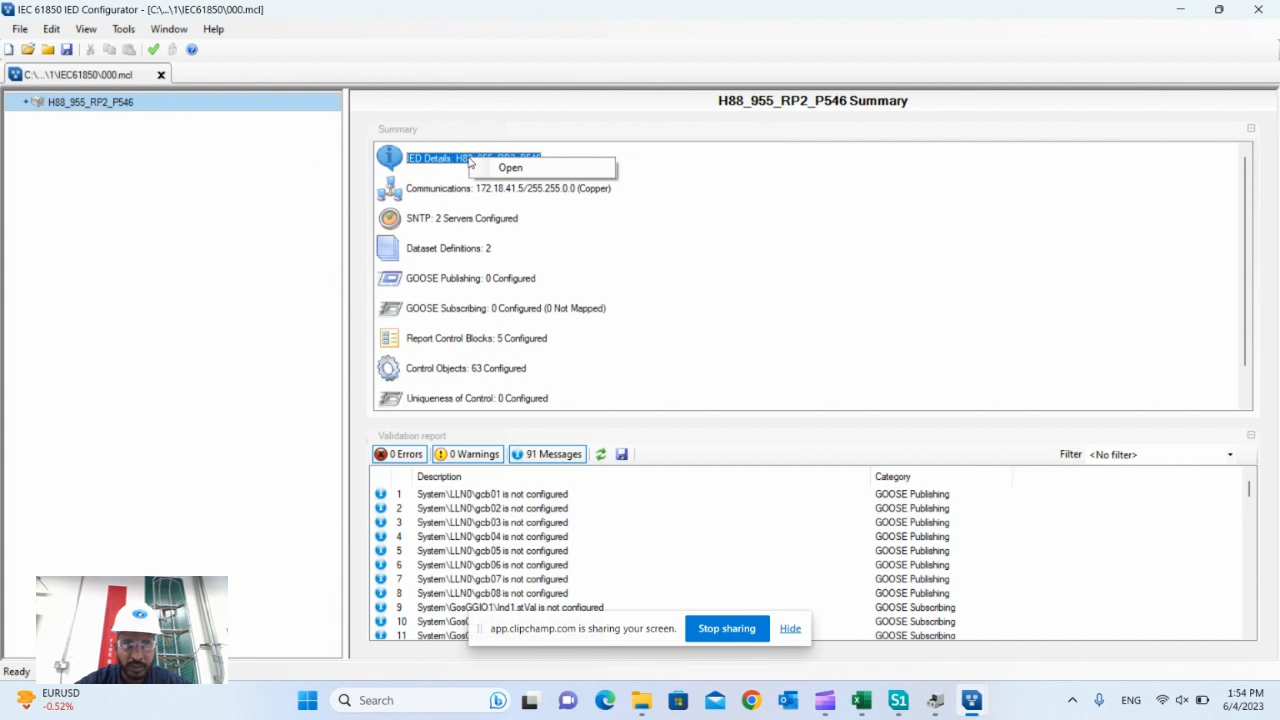 IEC 61850 IED Configurator - [C:\...\1\IEC61850\000.mcl]
File Edit View Tools Window Help
C:\...\1\IEC61850\000.mcl
H88_955_RP2_P546
H88_955_RP2_P546 Summary
Summary
IED Details: H88_955_RP2_P546
Open
Communications: 172.18.41.5/255.255.0.0 (Copper)
SNTP: 2 Servers Configured
Dataset Definitions: 2
GOOSE Publishing: 0 Configured
GOOSE Subscribing: 0 Configured (0 Not Mapped)
Report Control Blocks: 5 Configured
Control Objects: 63 Configured
Uniqueness of Control: 0 Configured
Validation report
0 Errors 0 Warnings 91 Messages Filter <No filter>
Description Category
1 System\LLN0\gcb01 is not configured GOOSE Publishing
2 System\LLN0\gcb02 is not configured GOOSE Publishing
3 System\LLN0\gcb03 is not configured GOOSE Publishing
4 System\LLN0\gcb04 is not configured GOOSE Publishing
5 System\LLN0\gcb05 is not configured GOOSE Publishing
6 System\LLN0\gcb06 is not configured GOOSE Publishing
7 System\LLN0\gcb07 is not configured GOOSE Publishing
8 System\LLN0\gcb08 is not configured GOOSE Publishing
9 System\GosGGIO1\Ind1.stVal is not configured GOOSE Subscribing
10 GOOSE Subscribing
11 GOOSE Subscribing
app.clipchamp.com is sharing your screen. Stop sharing Hide
Ready
EURUSD
-0.52%
Search
S1
ENG
1:54 PM
6/4/2023